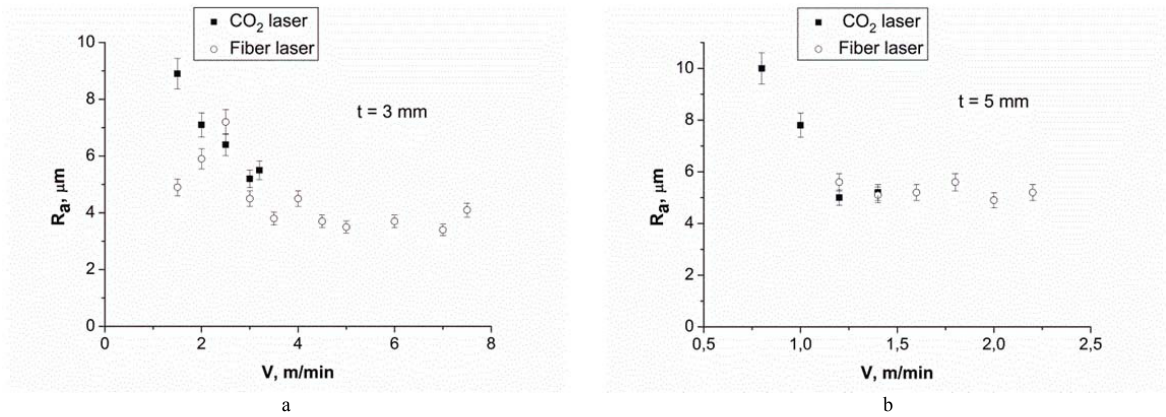 CO2 laser
Fiber laser
t = 3 mm
10
8
6
4
2
0
Ra, μm
0
2
4
6
8
V, m/min
a
CO2 laser
Fiber laser
t = 5 mm
10
8
6
4
2
0
Ra, μm
0,5
1,0
1,5
2,0
2,5
V, m/min
b